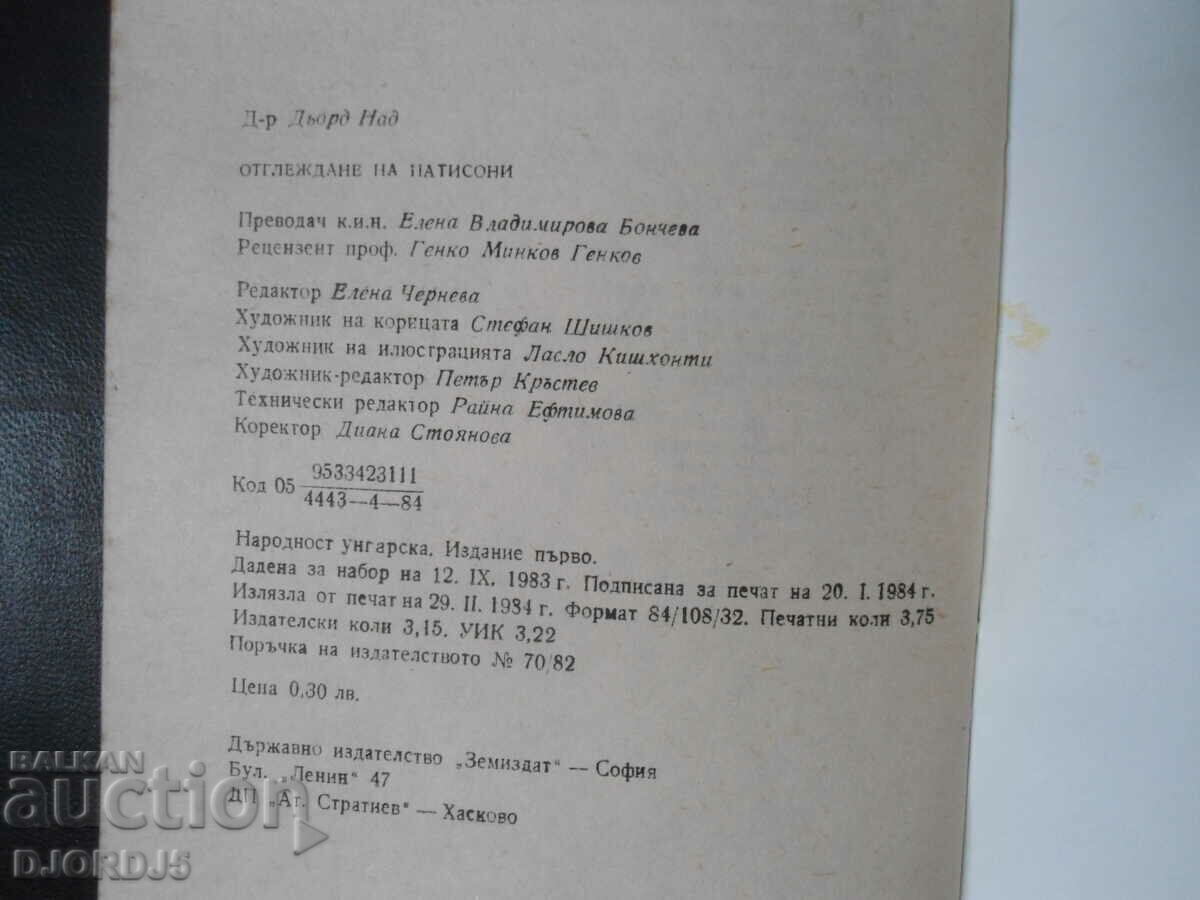 Д-р Дьорд Над
ОТГЛЕЖДАНЕ НА ПАТИСОНИ
Преводач к.и.н. Елена Владимирова Бончева
Рецензент проф. Генко Минков Генков
Редактор Елена Чернева
Художник на корицата Стефан Шишков
Художник на илюстрацията Ласло Кишхонти
Художник-редактор Петър Кръстев
Технически редактор Райна Ефтимова
Коректор Диана Стоянова
Код 05 9533423111
4443—4—84
Народност унгарска. Издание първо.
Дадена за набор на 12. IX. 1983 г. Подписана за печат на 20. I. 1984 г.
Излязла от печат на 29. II. 1984 г. Формат 84/108/32. Печатни коли 3,75
Издателски коли 3,15. УИК 3,22
Поръчка на издателството № 70/82
Цена 0,30 лв.
Държавно издателство „Земиздат“ — София
Бул. „Ленин“ 47
ДП „Ат. Стратиев“ — Хасково
BALKAN
auction
DJORDJ5